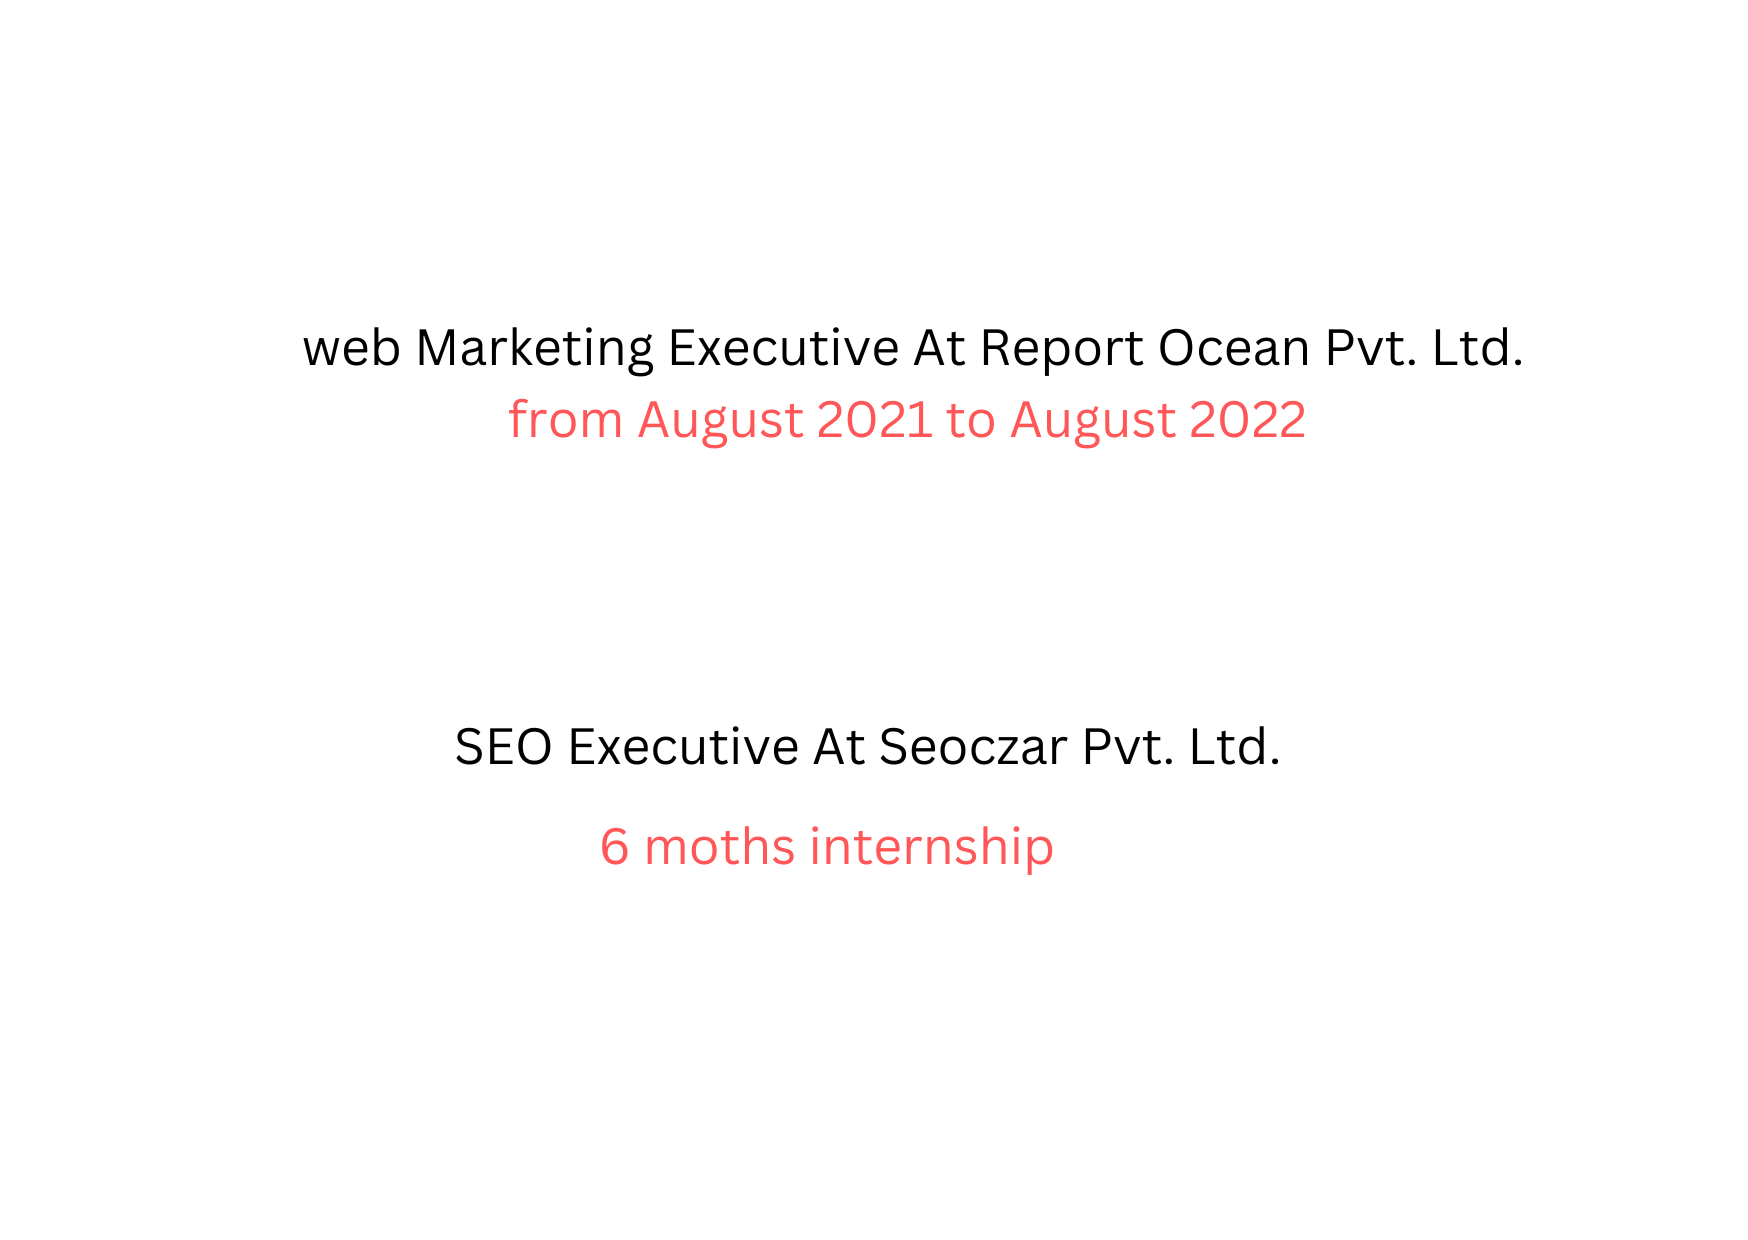 web Marketing Executive At Report Ocean Pvt. Ltd.
from August 2021 to August 2022
SEO Executive At Seoczar Pvt. Ltd.
6 moths internship